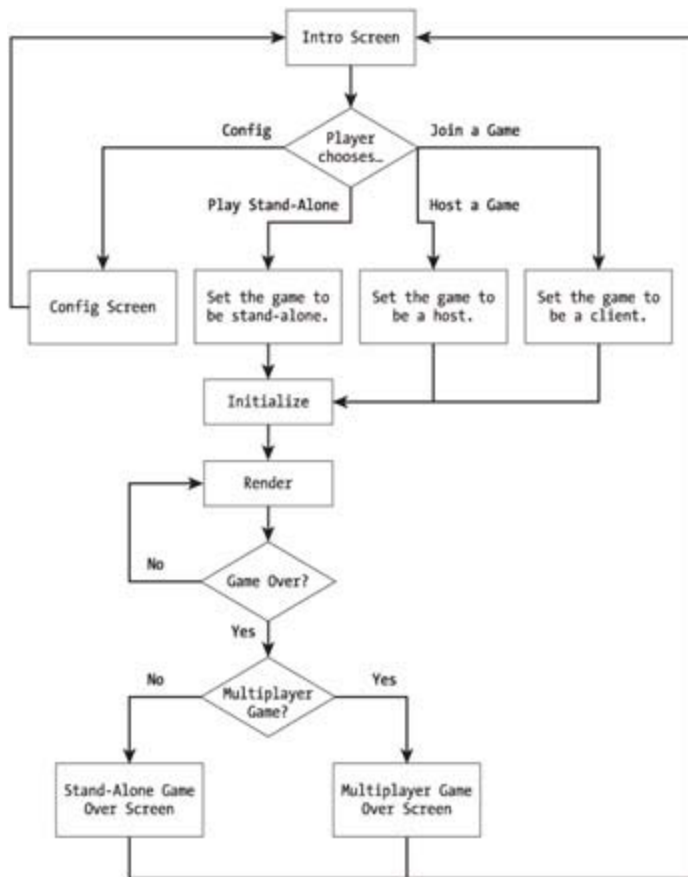 Intro Screen
Config
Player
chooses…
Join a Game
Play Stand-Alone
Host a Game
Config Screen
Set the game to
be stand-alone.
Set the game to
be a host.
Set the game to
be a client.
Initialize
Render
No
Game Over?
Yes
No
Multiplayer
Game?
Yes
Stand-Alone Game
Over Screen
Multiplayer Game
Over Screen